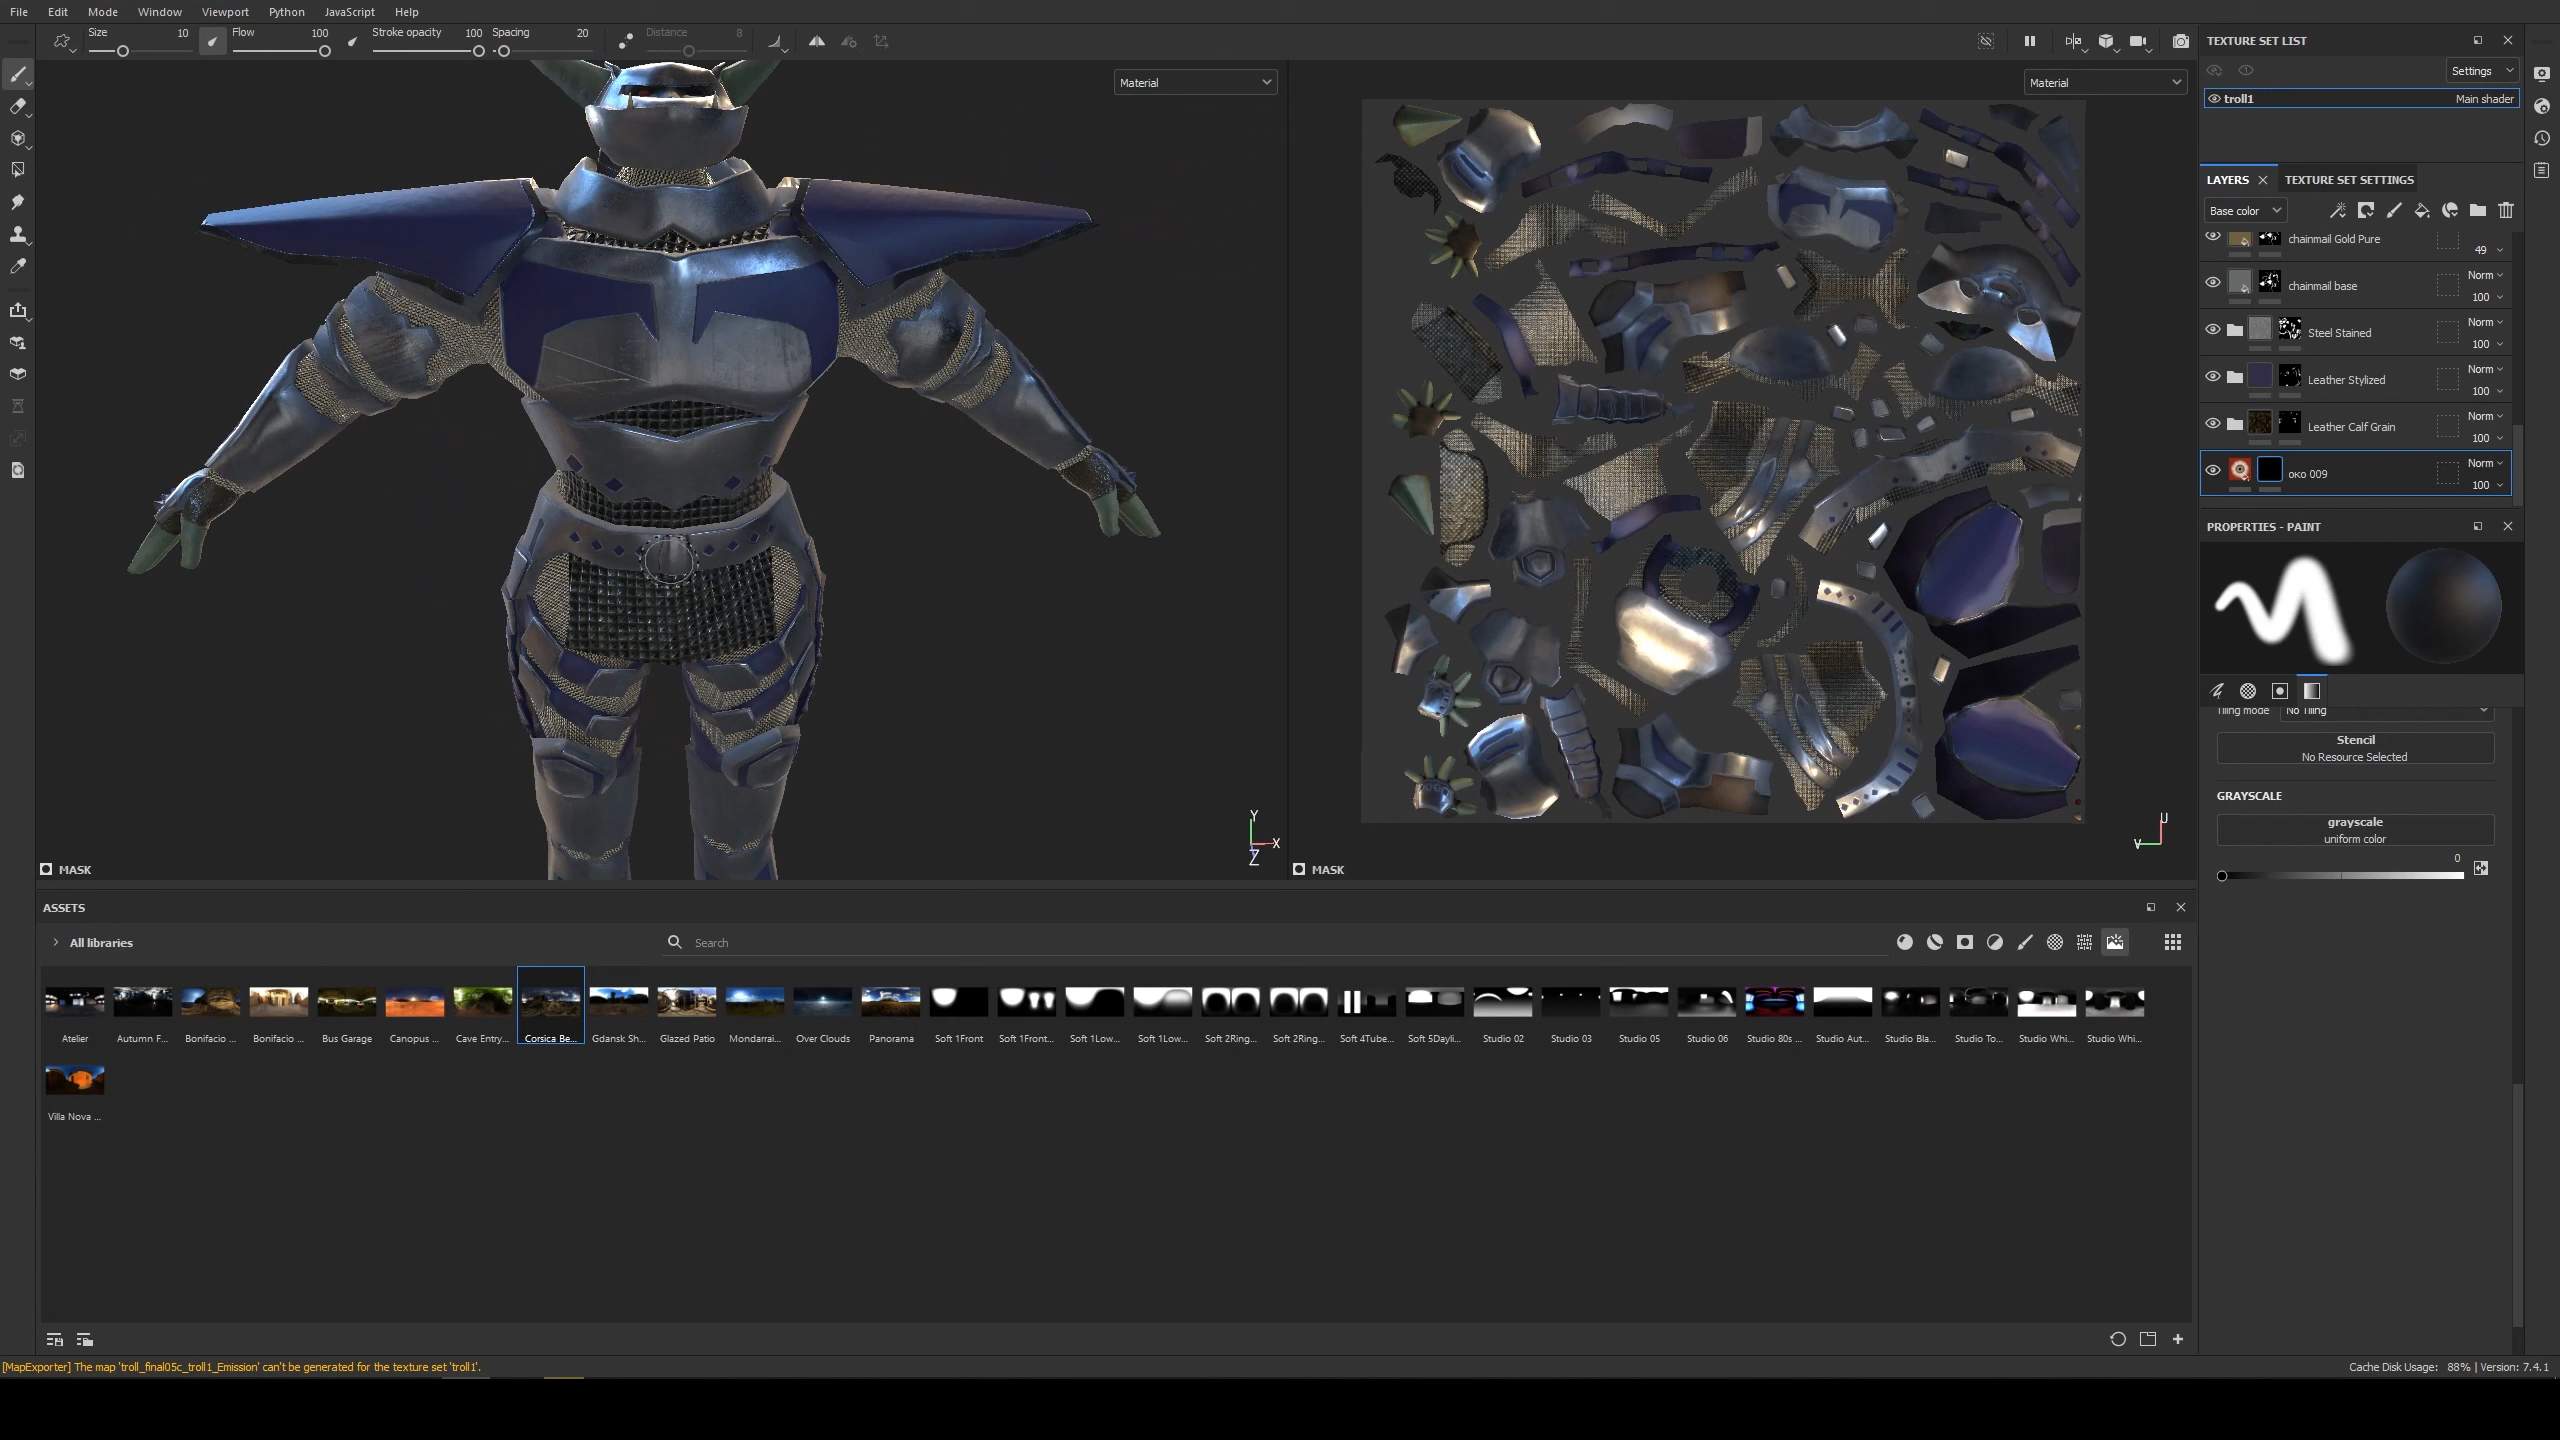 File Edit Mode Window Viewport Python JavaScript Help
Size 10 Flow 100 Stroke opacity 100 Spacing 20 Distance 8
Material
Material
MASK
MASK
Y
X
Z
U
V
TEXTURE SET LIST
Settings
troll1 Main shader
LAYERS TEXTURE SET SETTINGS
Base color
chainmail Gold Pure
49
Norm
chainmail base
100
Norm
Steel Stained
100
Norm
Leather Stylized
100
Norm
Leather Calf Grain
100
Norm
око 009
100
PROPERTIES - PAINT
Tiling mode No Tiling
Stencil
No Resource Selected
GRAYSCALE
grayscale
uniform color
0
ASSETS
All libraries
Search
Atelier Autumn F... Bonifacio ... Bonifacio ... Bus Garage Canopus ... Cave Entry... Corsica Be... Gdansk Sh... Glazed Patio Mondarrai... Over Clouds Panorama Soft 1Front Soft 1Front... Soft 1Low... Soft 1Low... Soft 2Ring... Soft 2Ring... Soft 4Tube... Soft 5Dayli... Studio 02 Studio 03 Studio 05 Studio 06 Studio 80s ... Studio Aut... Studio Bla... Studio To... Studio Whi... Studio Whi...
Villa Nova ...
[MapExporter] The map 'troll_final05c_troll1_Emission' can't be generated for the texture set 'troll1'.
Cache Disk Usage: 88% | Version: 7.4.1